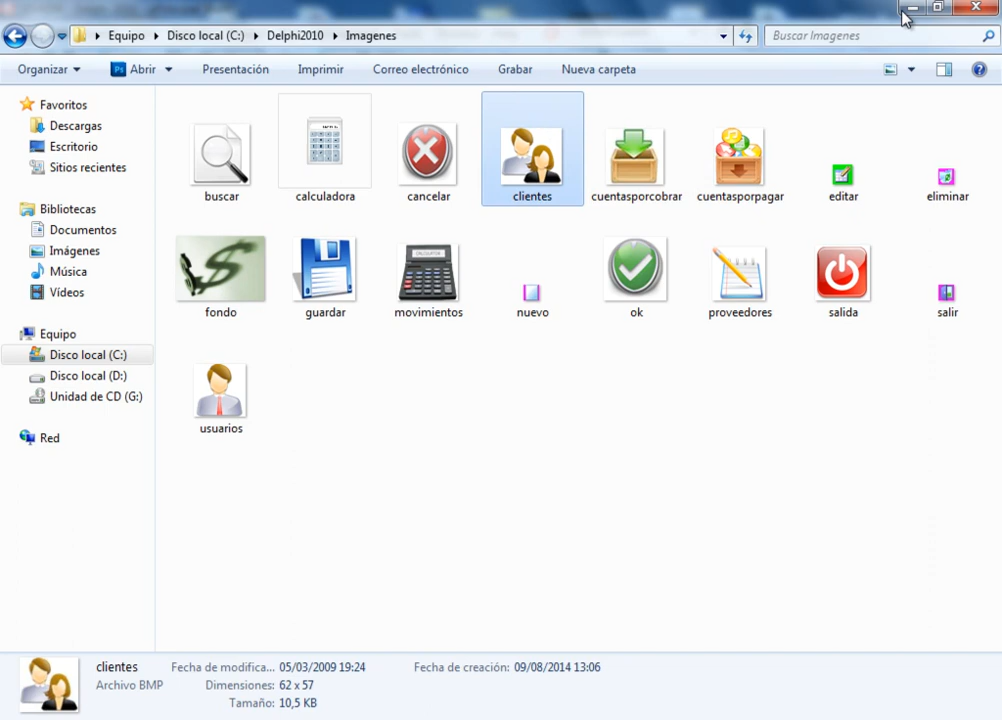 Equipo Disco local (C:) Delphi2010 Imagenes Buscar Imagenes
Organizar Ps Abrir Presentación Imprimir Correo electrónico Grabar Nueva carpeta
Favoritos
Descargas
Escritorio
Sitios recientes
Bibliotecas
Documentos
Imágenes
Música
Vídeos
Equipo
Disco local (C:)
Disco local (D:)
Unidad de CD (G:)
Red
buscar calculadora cancelar clientes cuentasporcobrar cuentasporpagar editar eliminar
fondo guardar movimientos nuevo ok proveedores salida salir
usuarios
clientes Fecha de modifica... 05/03/2009 19:24 Fecha de creación: 09/08/2014 13:06
Archivo BMP Dimensiones: 62 x 57
Tamaño: 10,5 KB